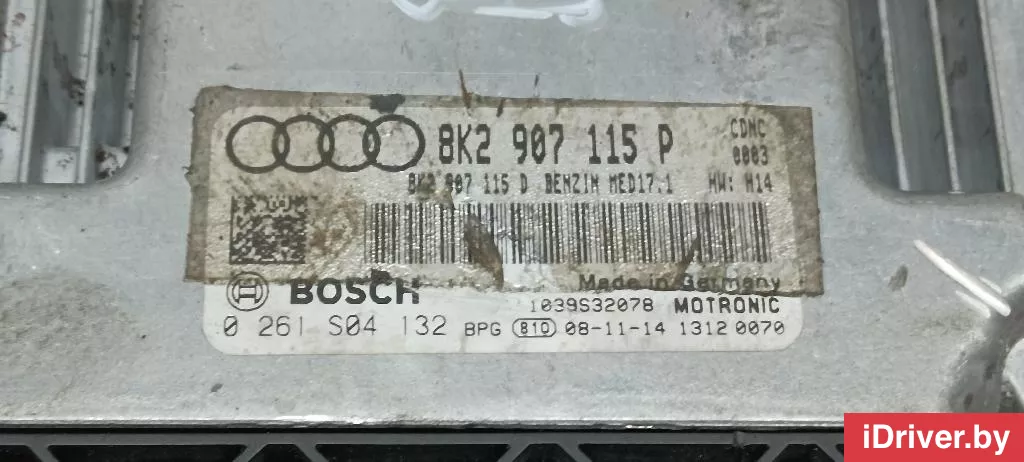 8K2 907 115 P CDNC
0003
8K2 907 115 D BENZIN MED17.1 HW: H14
BOSCH Made in Germany
1039S32078 MOTRONIC
0 261 S04 132 BPG 810 08-11-14 1312 0070
iDriver.by